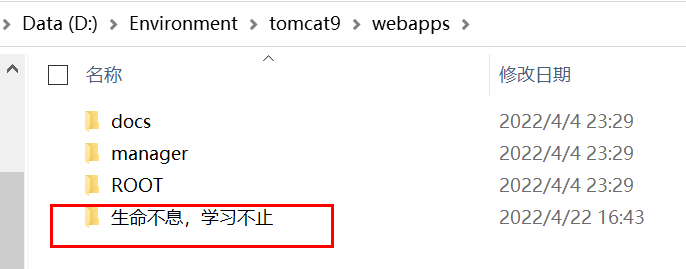 Data (D:) > Environment > tomcat9 > webapps >
名称 修改日期
docs 2022/4/4 23:29
manager 2022/4/4 23:29
ROOT 2022/4/4 23:29
生命不息，学习不止 2022/4/22 16:43